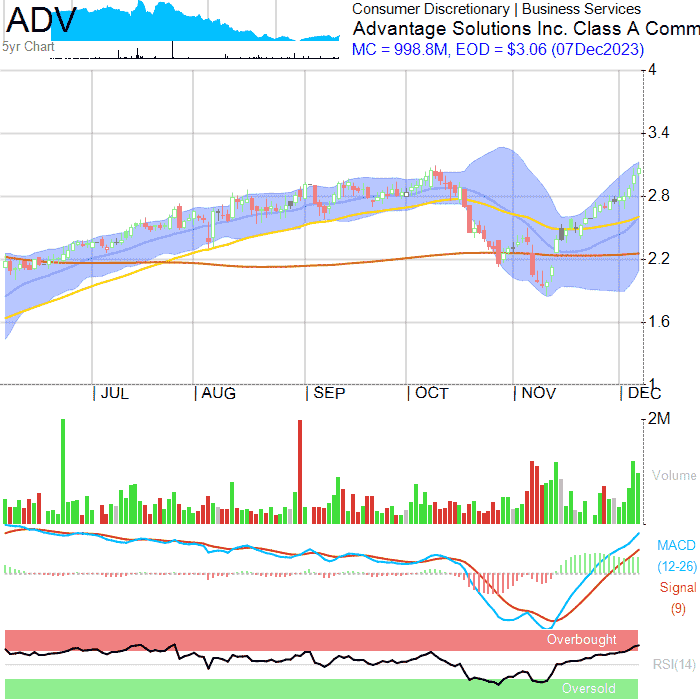 ADV
5yr Chart
Consumer Discretionary | Business Services
Advantage Solutions Inc. Class A Comm
MC = 998.8M, EOD = $3.06 (07Dec2023)
4
3.4
2.8
2.2
1.6
1
| JUL | AUG | SEP | OCT | NOV | DEC
2M
Volume
MACD
(12-26)
Signal
(9)
Overbought
RSI(14)
Oversold